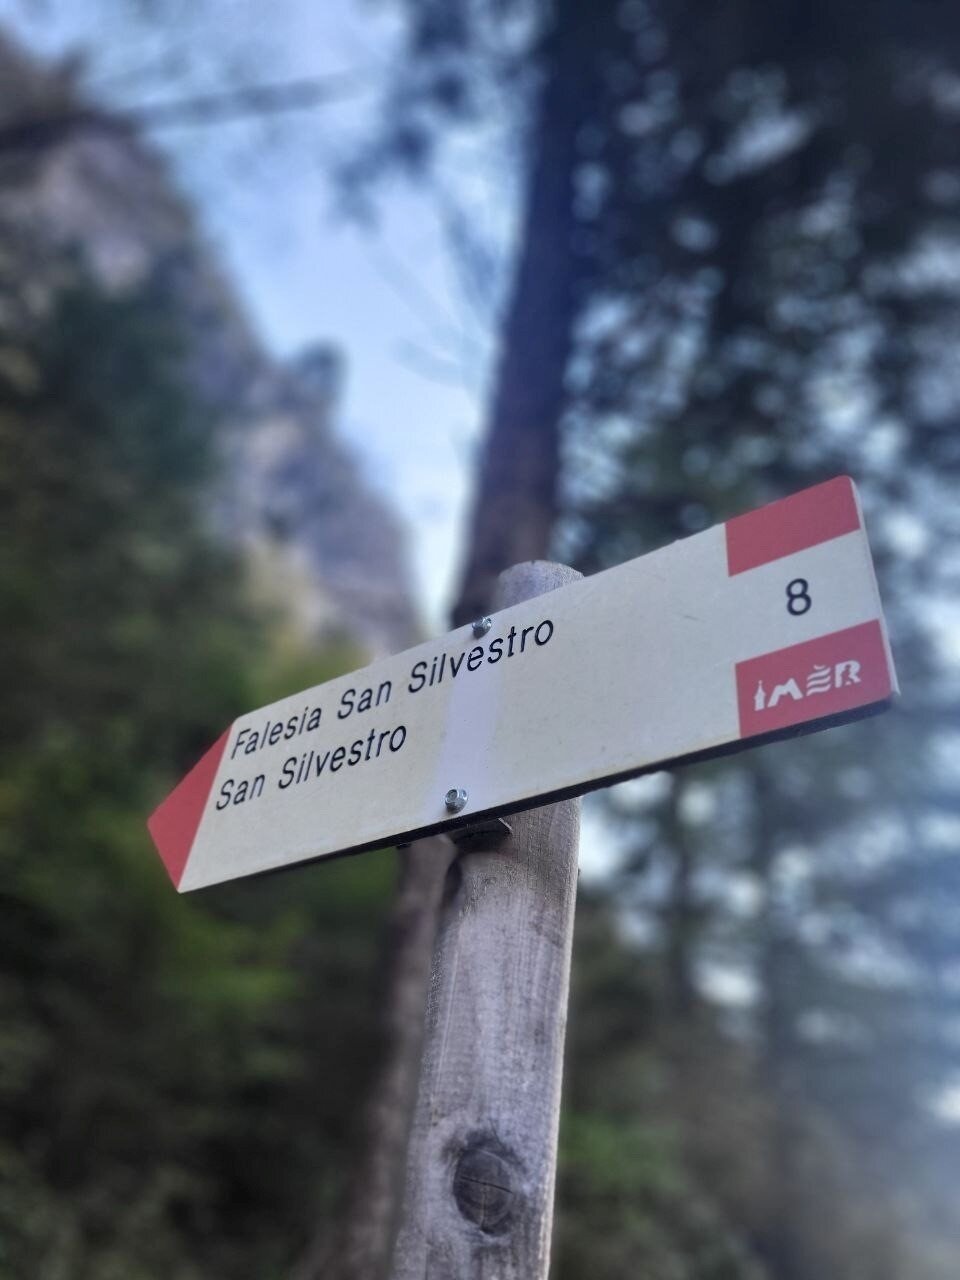 Falesia San Silvestro
San Silvestro
8
IMÈR